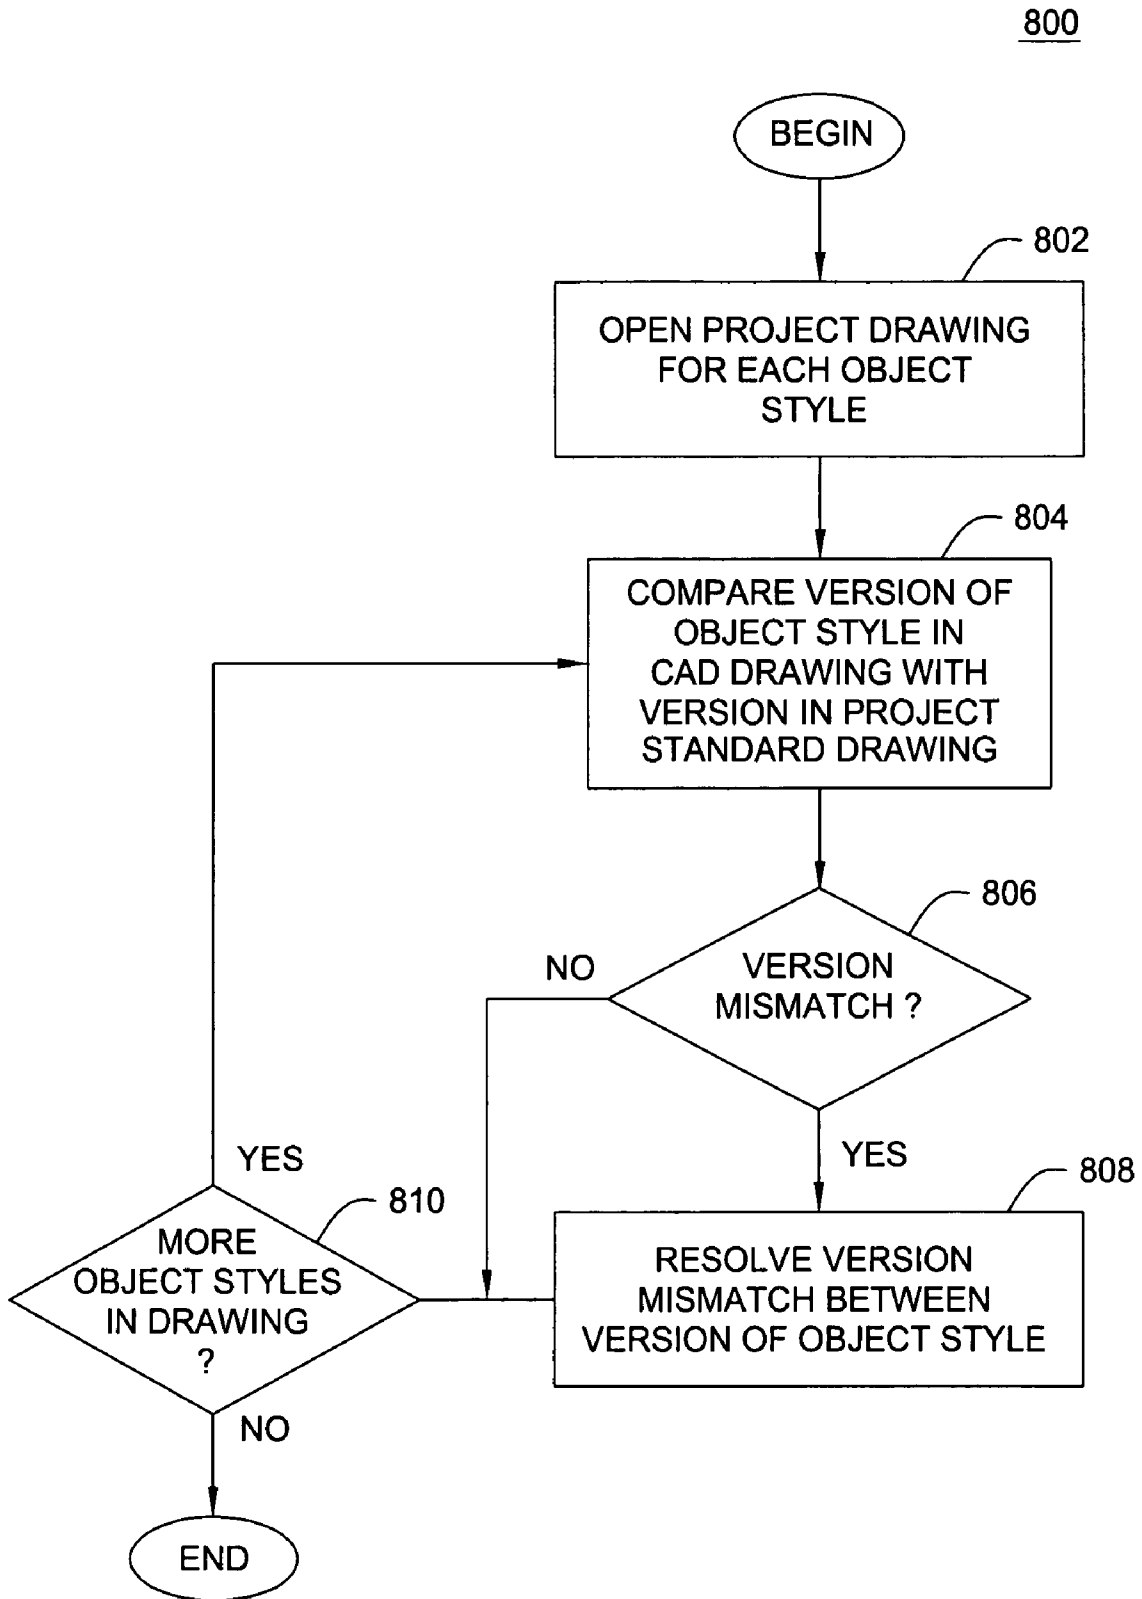 800
BEGIN
802
OPEN PROJECT DRAWING
FOR EACH OBJECT
STYLE
804
COMPARE VERSION OF
OBJECT STYLE IN
CAD DRAWING WITH
VERSION IN PROJECT
STANDARD DRAWING
806
NO
VERSION
MISMATCH ?
YES
808
RESOLVE VERSION
MISMATCH BETWEEN
VERSION OF OBJECT STYLE
YES
810
MORE
OBJECT STYLES
IN DRAWING
?
NO
END